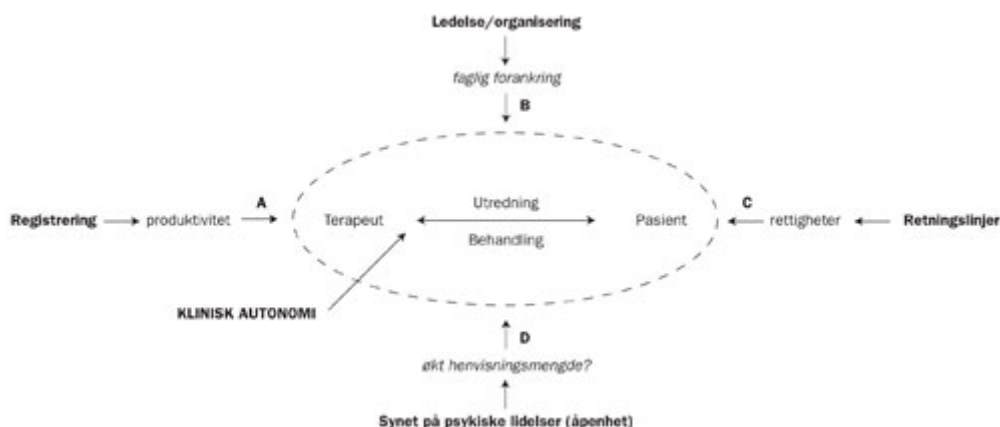 Ledelse/organisering
faglig forankring
B
Registrering
produktivitet
A
Terapeut
Utredning
Behandling
Pasient
C
rettigheter
Retningslinjer
KLINISK AUTONOMI
D
økt henvisningsmengde?
Synet på psykiske lidelser (åpenhet)